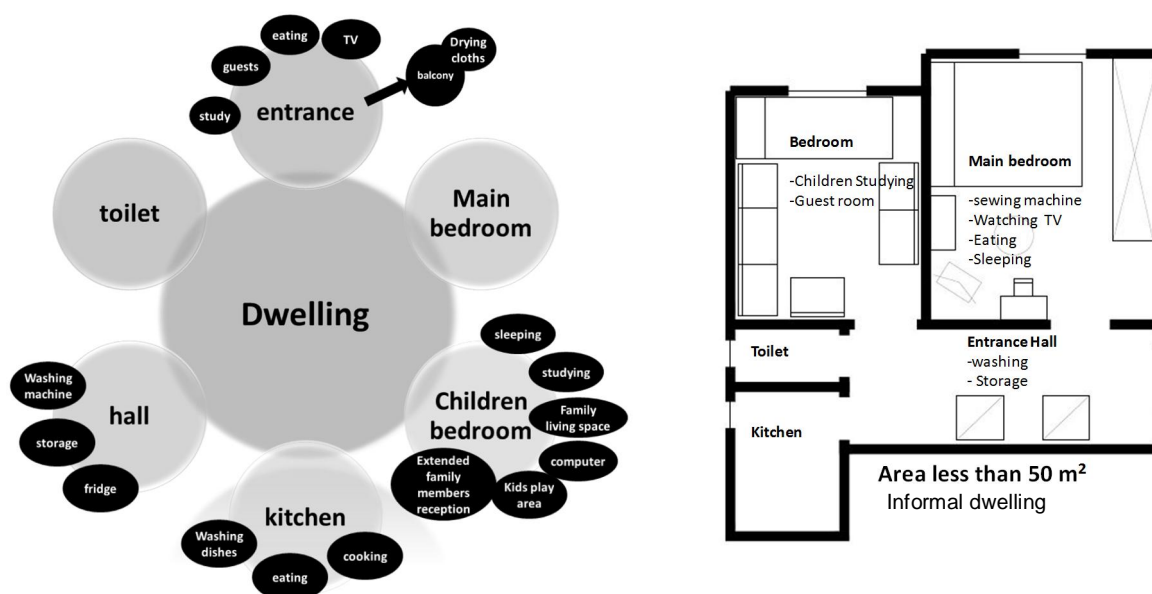 eating
TV
guests
study
entrance
Drying
cloths
balcony
toilet
Main
bedroom
Dwelling
sleeping
studying
Children
bedroom
Family
living space
computer
Extended
family
members
reception
Kids play
area
Washing
machine
hall
storage
fridge
kitchen
Washing
dishes
eating
cooking
Bedroom
-Children Studying
-Guest room
Main bedroom
-sewing machine
-Watching TV
-Eating
-Sleeping
Toilet
Entrance Hall
-washing
- Storage
Kitchen
Area less than 50 m²
Informal dwelling